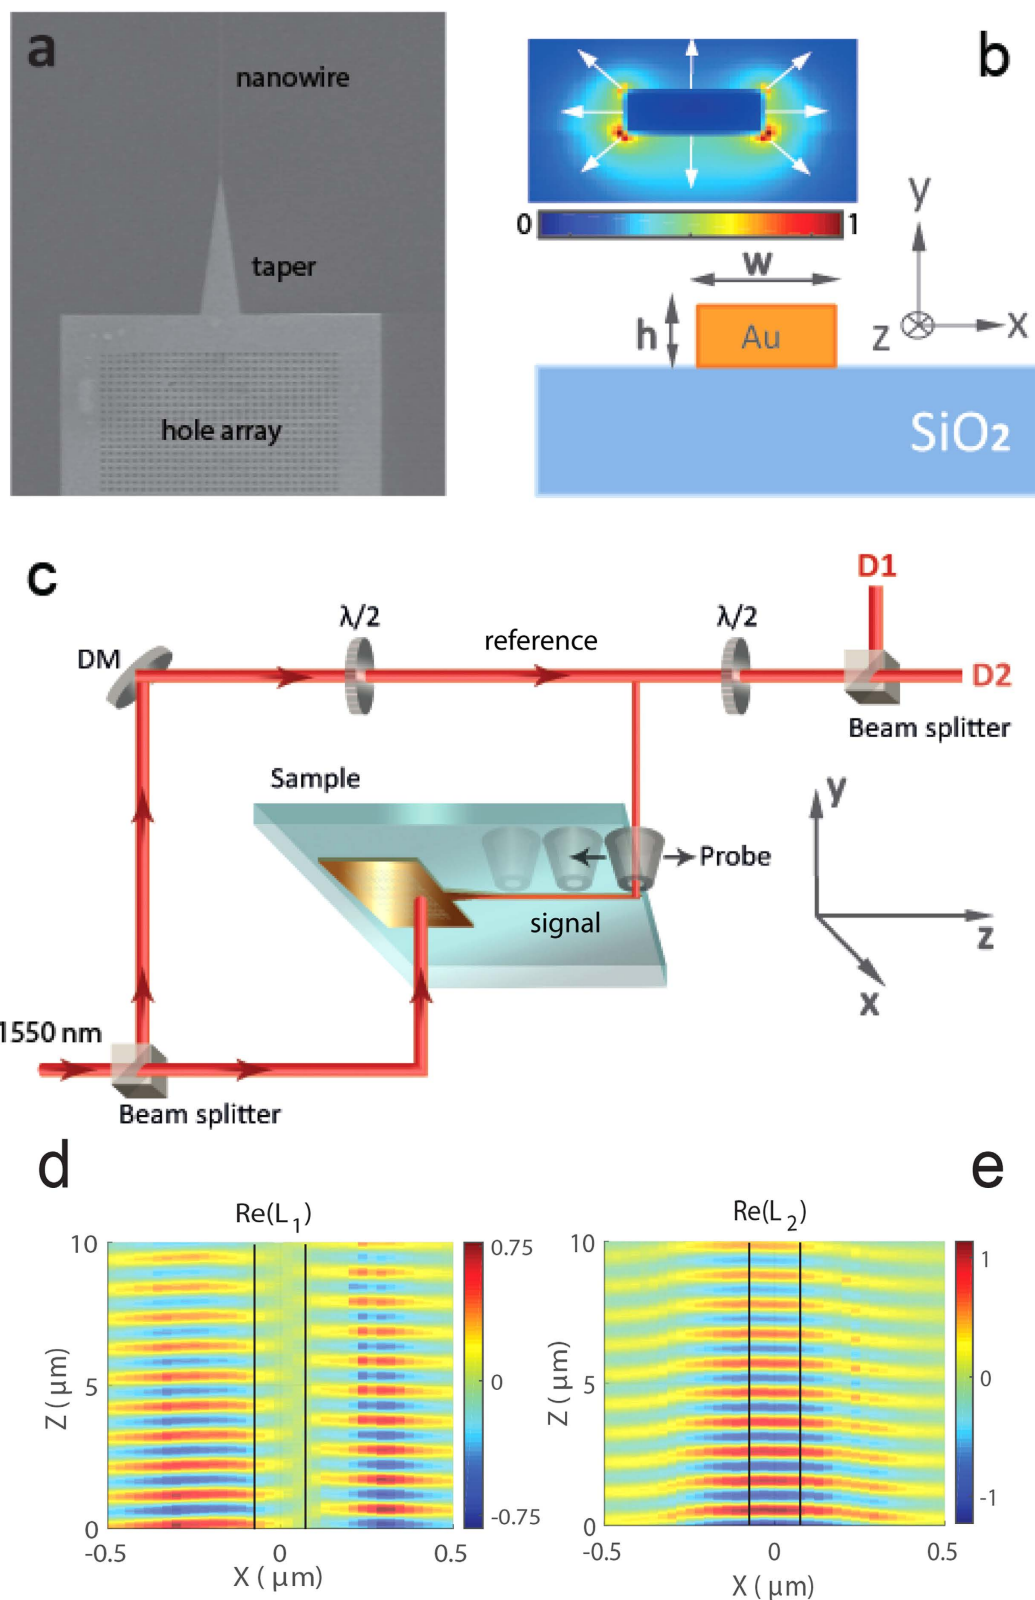 a
nanowire
taper
hole array
b
0 1
w
h
Au
SiO₂
y
x
z
c
DM
λ/2
reference
λ/2
D1
D2
Beam splitter
Sample
Probe
signal
1550 nm
Beam splitter
y
z
x
d
Re(L₁)
10
5
0
Z ( μm)
-0.5 0 0.5
X ( μm)
0.75
0
-0.75
e
Re(L₂)
10
5
0
Z ( μm)
-0.5 0 0.5
X ( μm)
1
0
-1